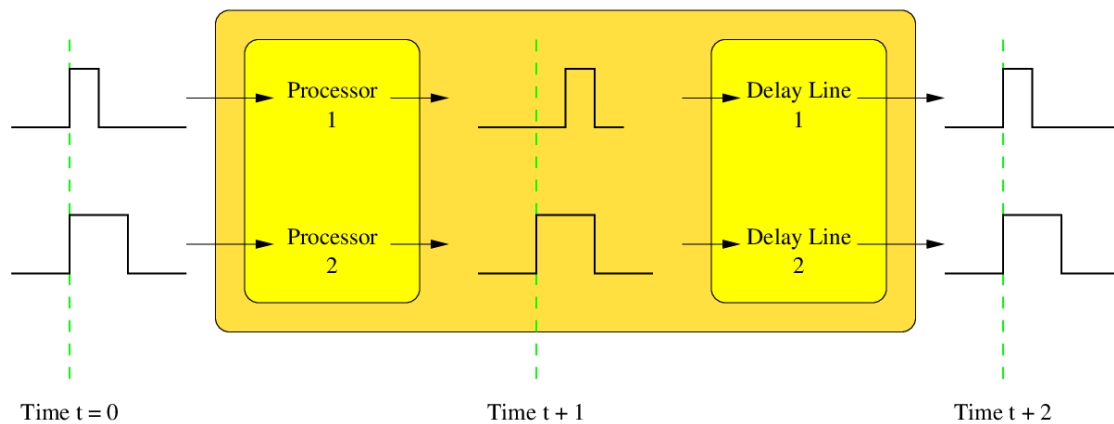 Processor
1
Delay Line
1
Processor
2
Delay Line
2
Time t = 0
Time t + 1
Time t + 2